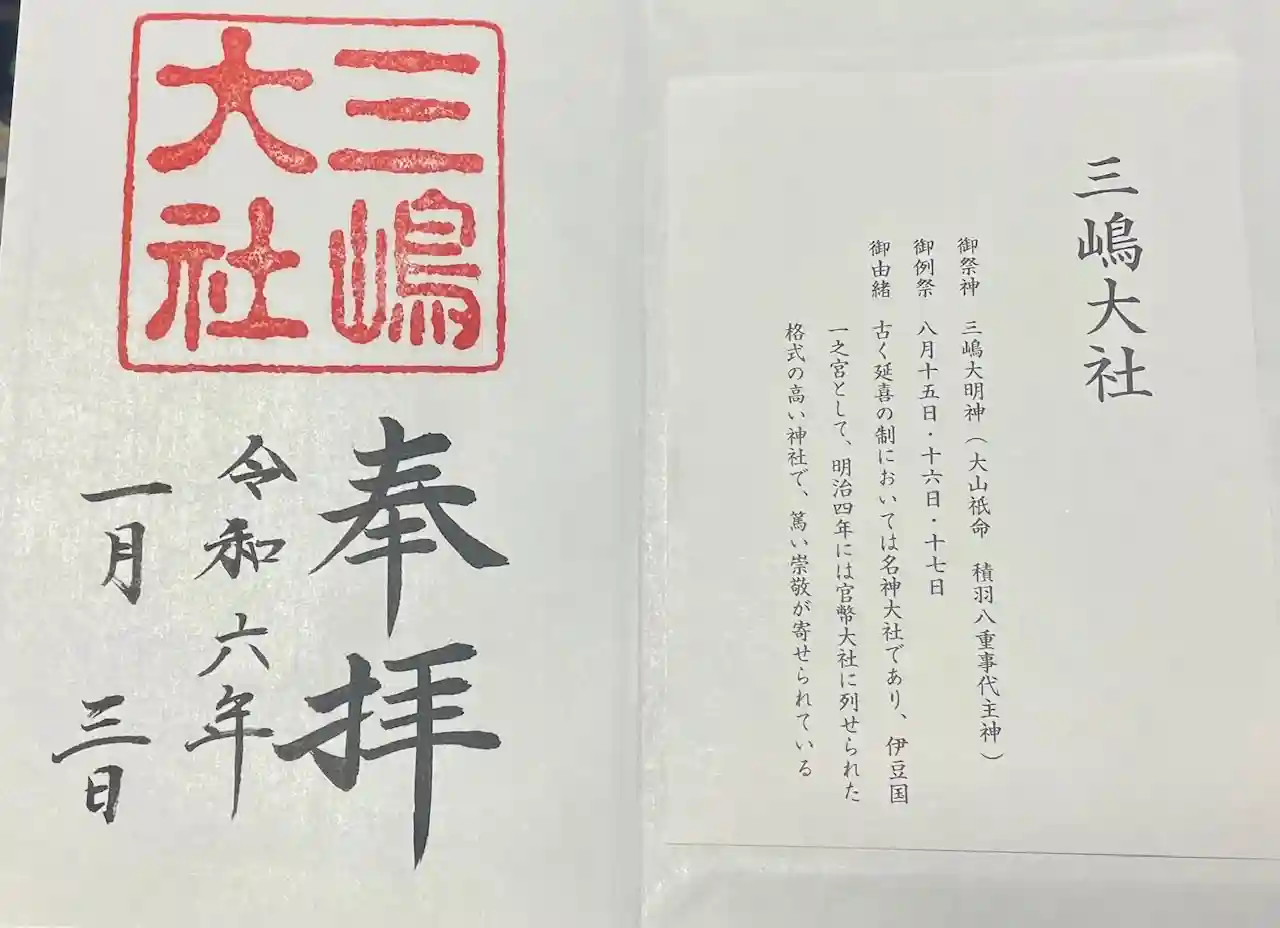 三嶋大社
御祭神 三嶋大明神(大山祇命 積羽八重事代主神)
御例祭 八月十五日・十六日・十七日
御由緒 古く延喜の制においては名神大社であり、伊豆国
一之宮として、明治四年には官幣大社に列せられた
格式の高い神社で、篤い崇敬が寄せられている
三嶋
大社
奉拝
令和六年
一月三日